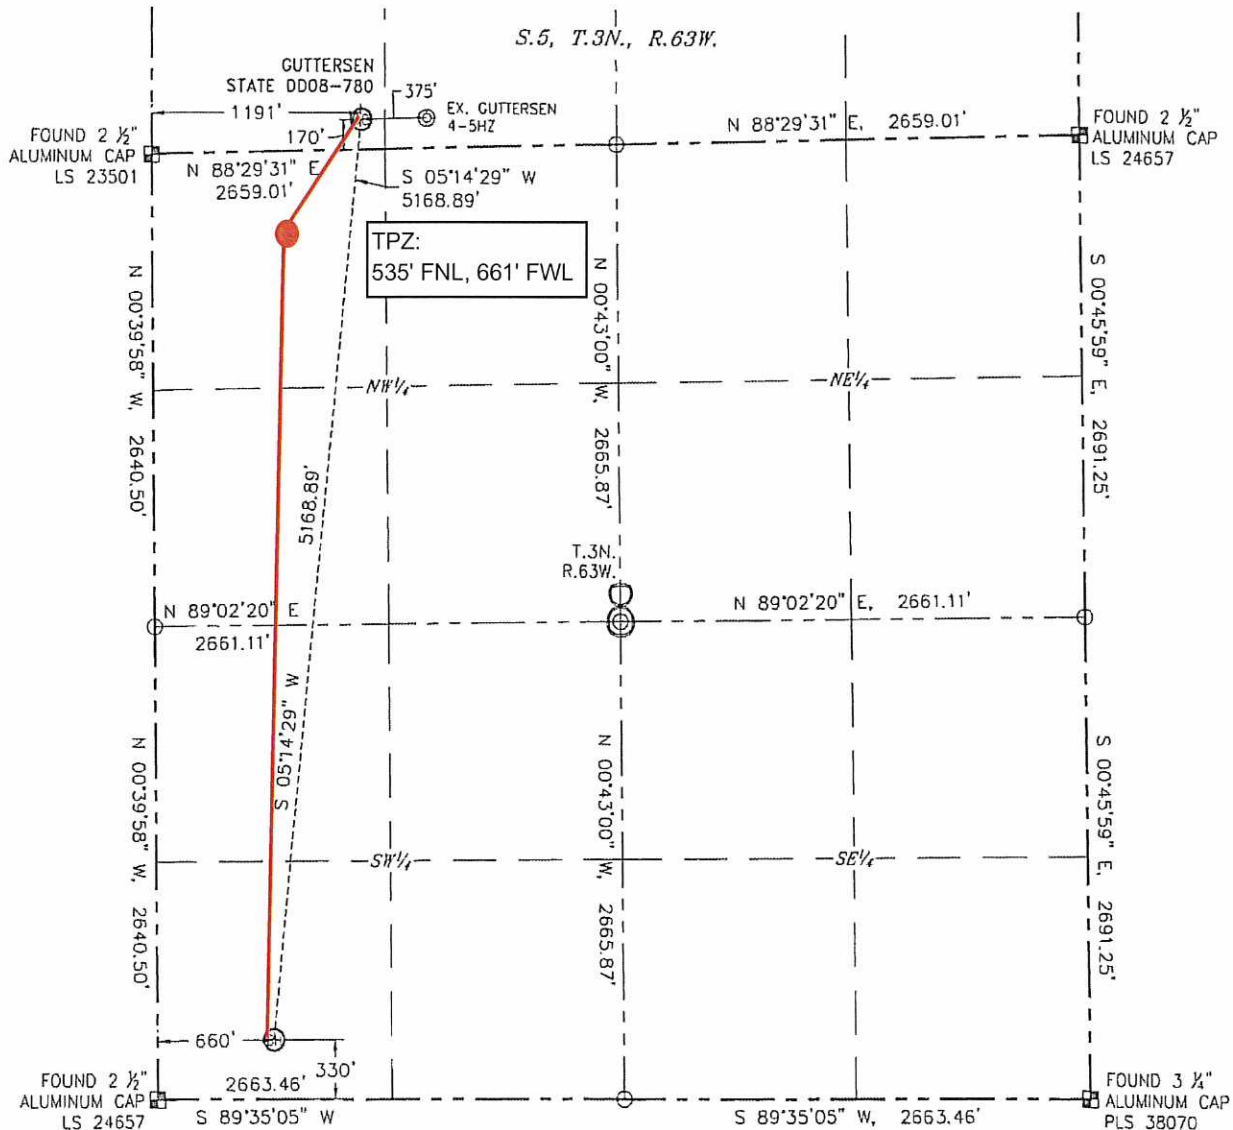 S.5, T.3N., R.63W.
GUTTERSEN
STATE DD08-780
375'
1191'
EX. GUTTERSEN
4-5HZ
170'
FOUND 2 ½"
ALUMINUM CAP
LS 23501
N 88°29'31" E
2659.01'
N 88°29'31" E, 2659.01'
FOUND 2 ½"
ALUMINUM CAP
LS 24657
S 05°14'29" W
5168.89'
TPZ:
535' FNL, 661' FWL
N 00°39'58" W, 2640.50'
N 00°43'00" W, 2665.87'
S 00°45'59" E, 2691.25'
NW¼
NE¼
5168.89'
T.3N.
R.63W.
N 89°02'20" E
2661.11'
N 89°02'20" E, 2661.11'
S 05°14'29" W
N 00°39'58" W, 2640.50'
N 00°43'00" W, 2665.87'
S 00°45'59" E, 2691.25'
SW¼
SE¼
660'
330'
2663.46'
FOUND 2 ½"
ALUMINUM CAP
LS 24657
S 89°35'05" W
S 89°35'05" W, 2663.46'
FOUND 3 ¼"
ALUMINUM CAP
PLS 38070